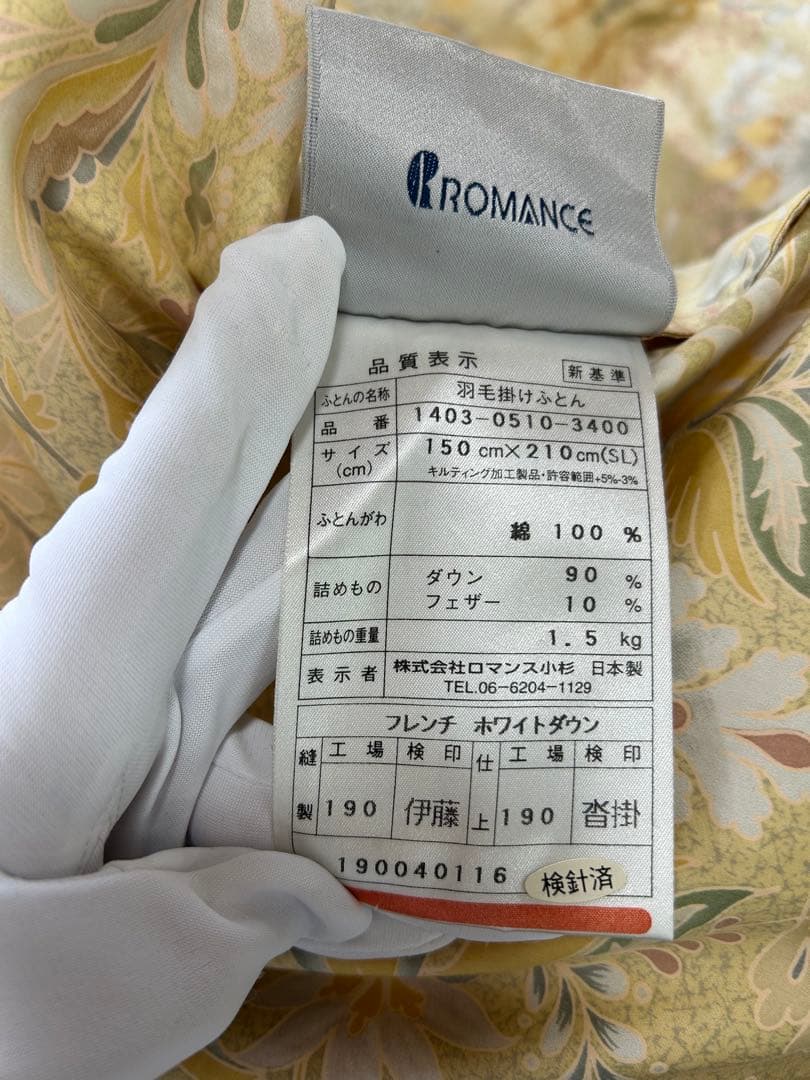 ROMANCE
品質表示 新基準
ふとんの名称 羽毛掛けふとん
品番 1403-0510-3400
サイズ(cm) 150cm×210cm(SL)
キルティング加工製品・許容範囲+5%-3%
ふとんがわ 綿 100 %
詰めもの ダウン 90 %
フェザー 10 %
詰めもの重量 1.5 kg
表示者 株式会社ロマンス小杉 日本製
TEL.06-6204-1129
フレンチ ホワイトダウン
縫製 工場 検印 仕上 工場 検印
190 伊藤 190 沓掛
190040116 検針済